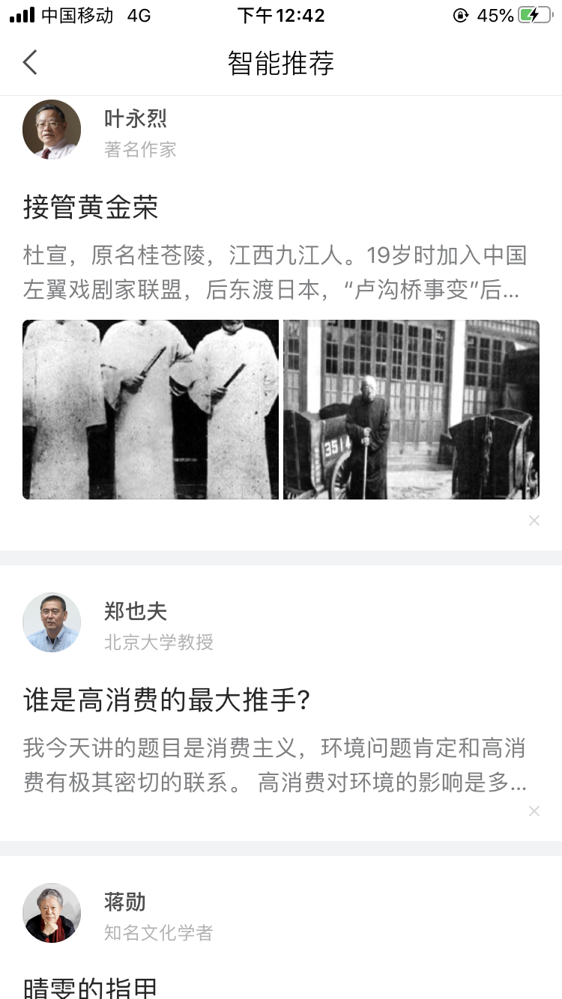 中国移动 4G 下午12:42 45%
智能推荐
叶永烈
著名作家
接管黄金荣
杜宣，原名桂苍陵，江西九江人。19岁时加入中国
左翼戏剧家联盟，后东渡日本，“卢沟桥事变”后...
3514
郑也夫
北京大学教授
谁是高消费的最大推手?
我今天讲的题目是消费主义，环境问题肯定和高消
费有极其密切的联系。 高消费对环境的影响是多...
蒋勋
知名文化学者
晴雯的指甲